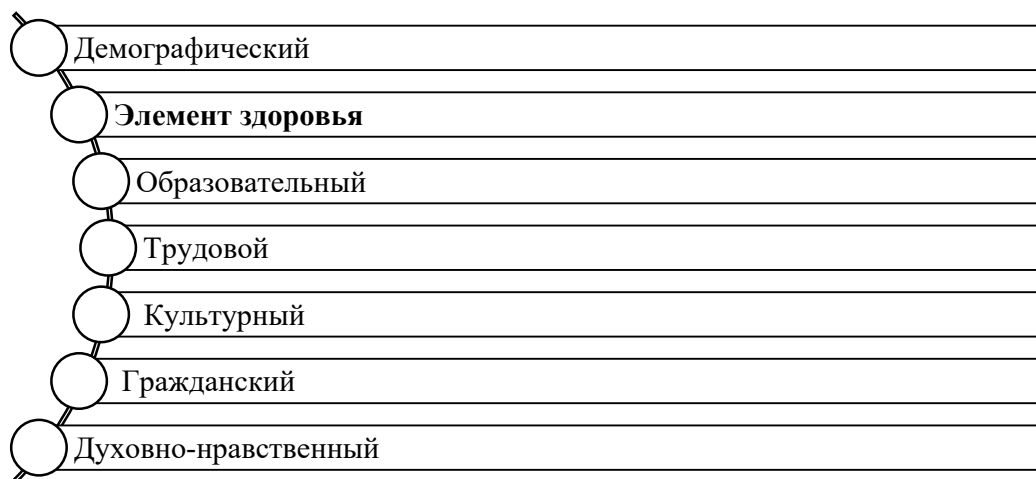 Демографический
Элемент здоровья
Образовательный
Трудовой
Культурный
Гражданский
Духовно-нравственный